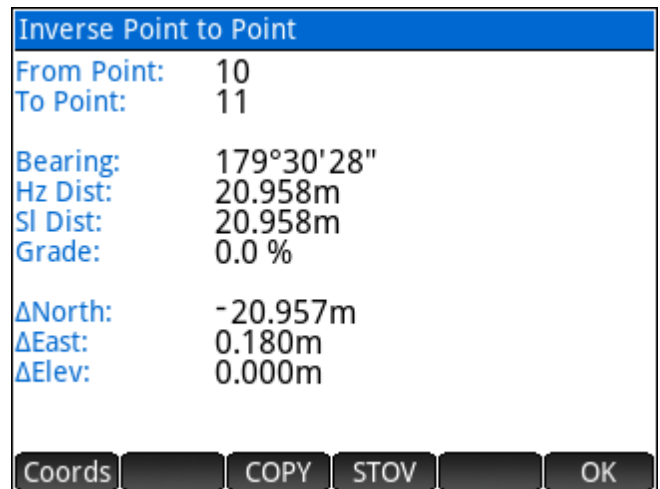 Inverse Point to Point
From Point: 10
To Point: 11
Bearing: 179°30'28"
Hz Dist: 20.958m
Sl Dist: 20.958m
Grade: 0.0 %
ΔNorth: -20.957m
ΔEast: 0.180m
ΔElev: 0.000m
Coords COPY STOV OK